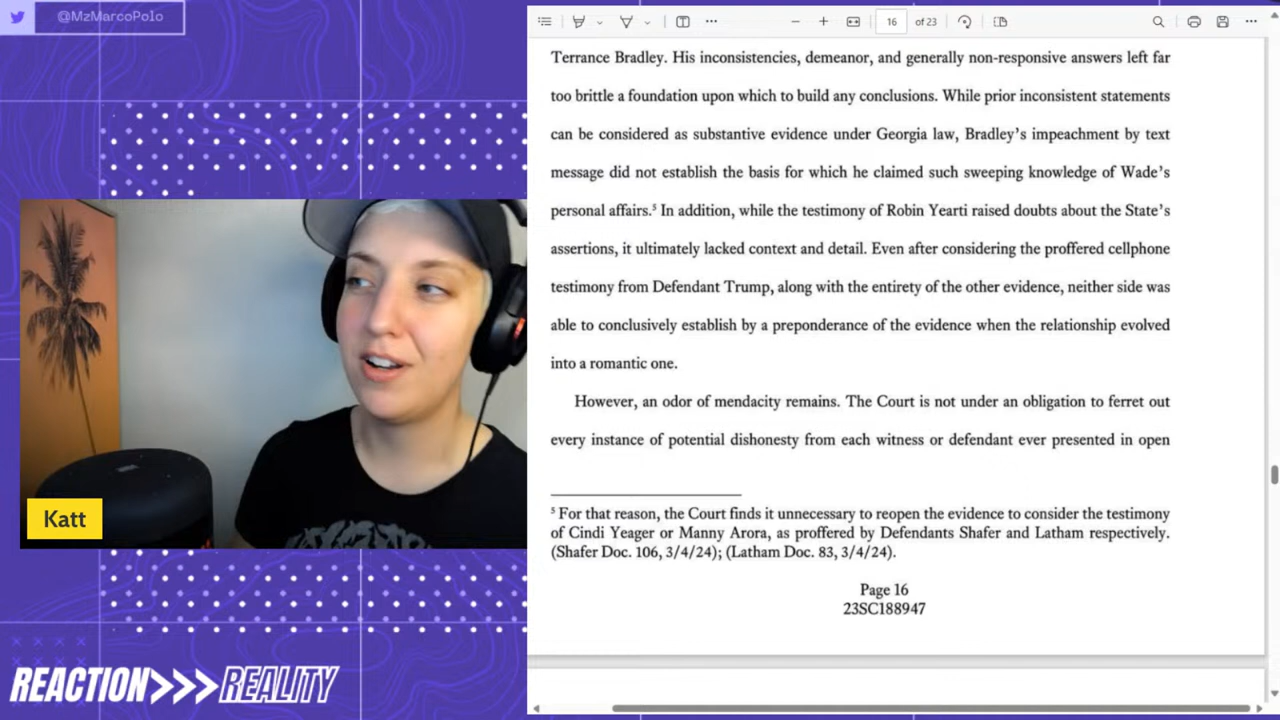 @MzMarcoPolo
16 of 23
Terrance Bradley. His inconsistencies, demeanor, and generally non-responsive answers left far
too brittle a foundation upon which to build any conclusions. While prior inconsistent statements
can be considered as substantive evidence under Georgia law, Bradley’s impeachment by text
message did not establish the basis for which he claimed such sweeping knowledge of Wade’s
personal affairs.⁵ In addition, while the testimony of Robin Yearti raised doubts about the State’s
assertions, it ultimately lacked context and detail. Even after considering the proffered cellphone
testimony from Defendant Trump, along with the entirety of the other evidence, neither side was
able to conclusively establish by a preponderance of the evidence when the relationship evolved
into a romantic one.
However, an odor of mendacity remains. The Court is not under an obligation to ferret out
every instance of potential dishonesty from each witness or defendant ever presented in open
⁵ For that reason, the Court finds it unnecessary to reopen the evidence to consider the testimony
of Cindi Yeager or Manny Arora, as proffered by Defendants Shafer and Latham respectively.
(Shafer Doc. 106, 3/4/24); (Latham Doc. 83, 3/4/24).
Page 16
23SC188947
Katt
REACTION>>>REALITY